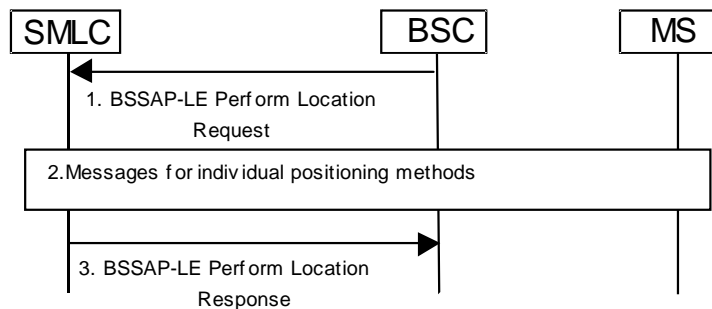 SMLC BSC MS
1. BSSAP-LE Perform Location
Request
2.Messages for individual positioning methods
3. BSSAP-LE Perform Location
Response